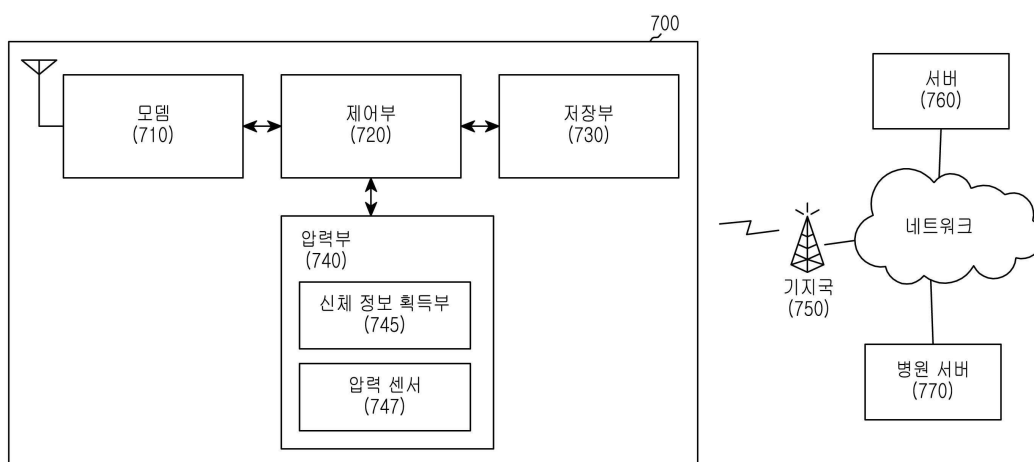 700
모뎀
(710)
제어부
(720)
저장부
(730)
압력부
(740)
신체 정보 획득부
(745)
압력 센서
(747)
서버
(760)
네트워크
기지국
(750)
병원 서버
(770)